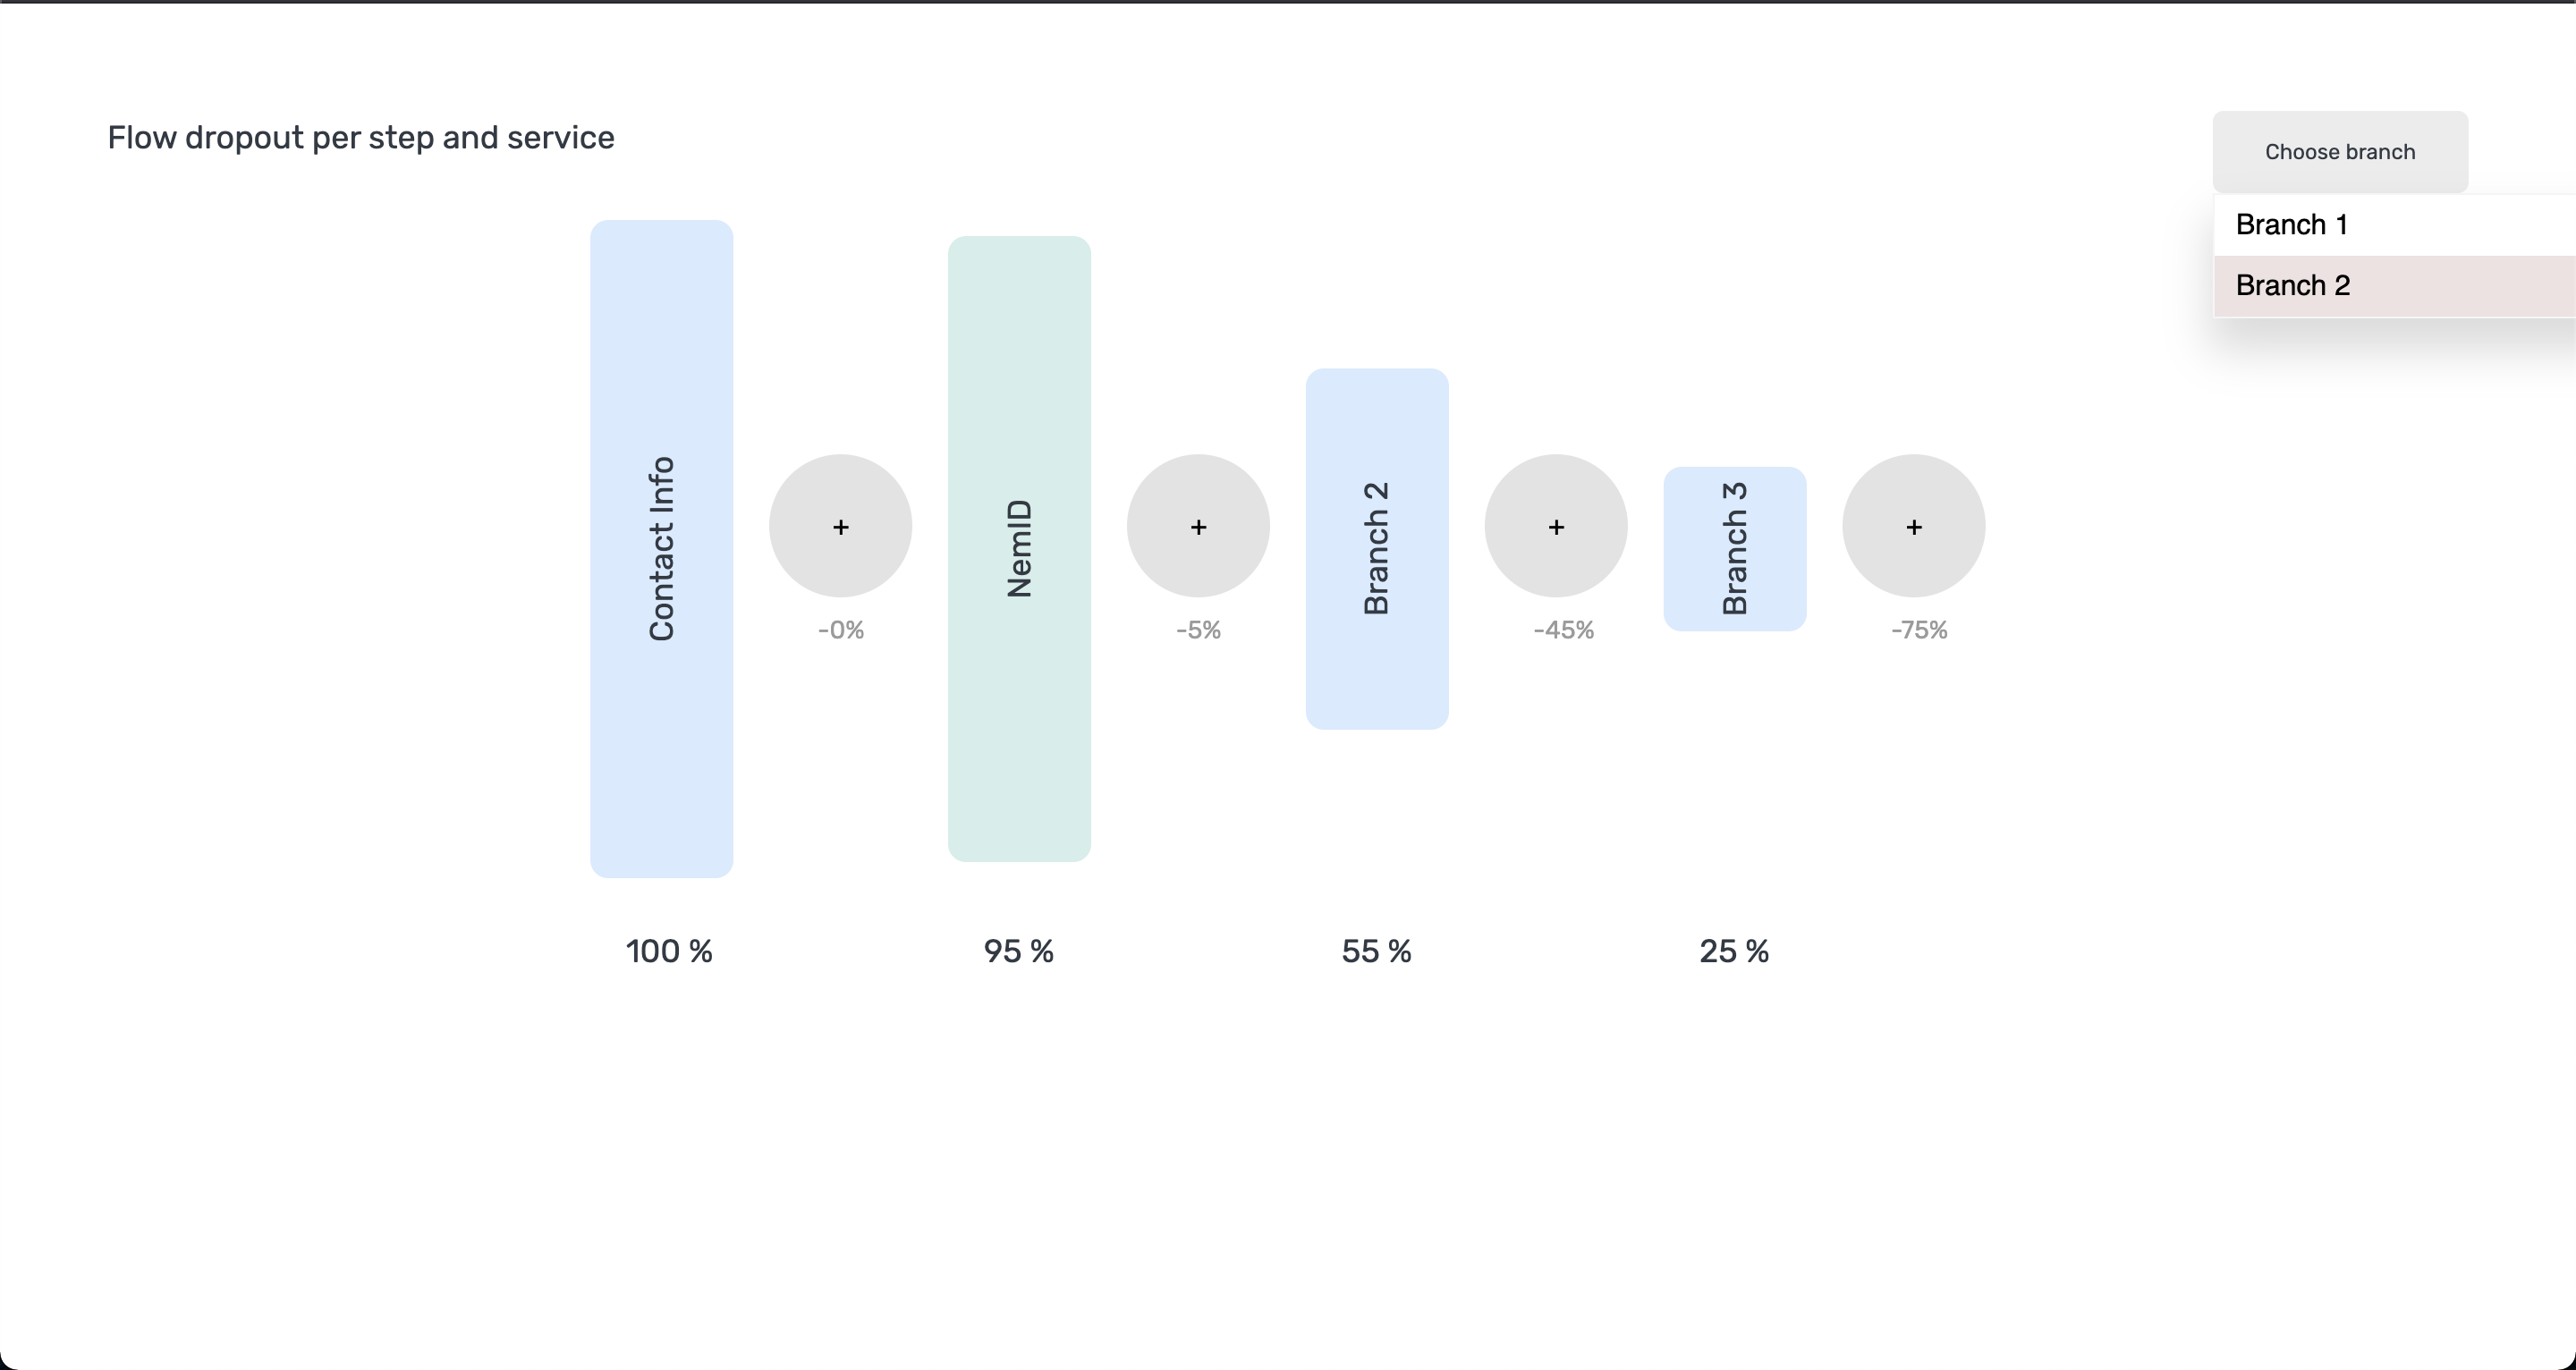 Flow dropout per step and service
Choose branch
Branch 1
Branch 2
Contact Info
+
-0%
NemID
+
-5%
Branch 2
+
-45%
Branch 3
+
-75%
100 %
95 %
55 %
25 %